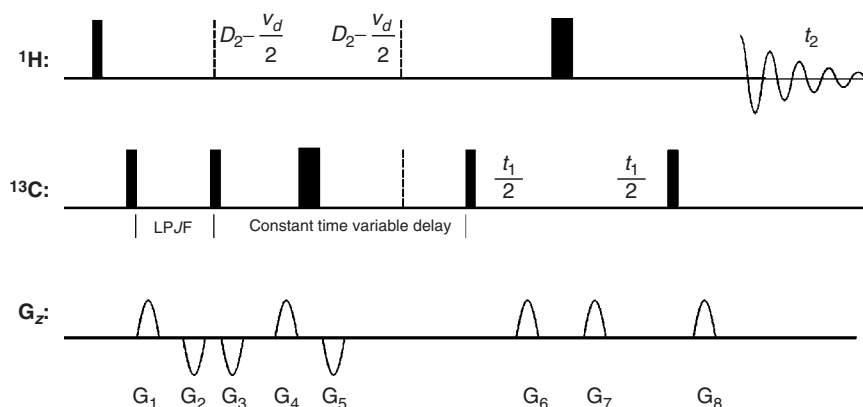 ¹H:
D₂– v_d/2
D₂– v_d/2
t₂
¹³C:
t₁/2
t₁/2
LPJF
Constant time variable delay
G_z:
G₁ G₂ G₃ G₄ G₅ G₆ G₇ G₈